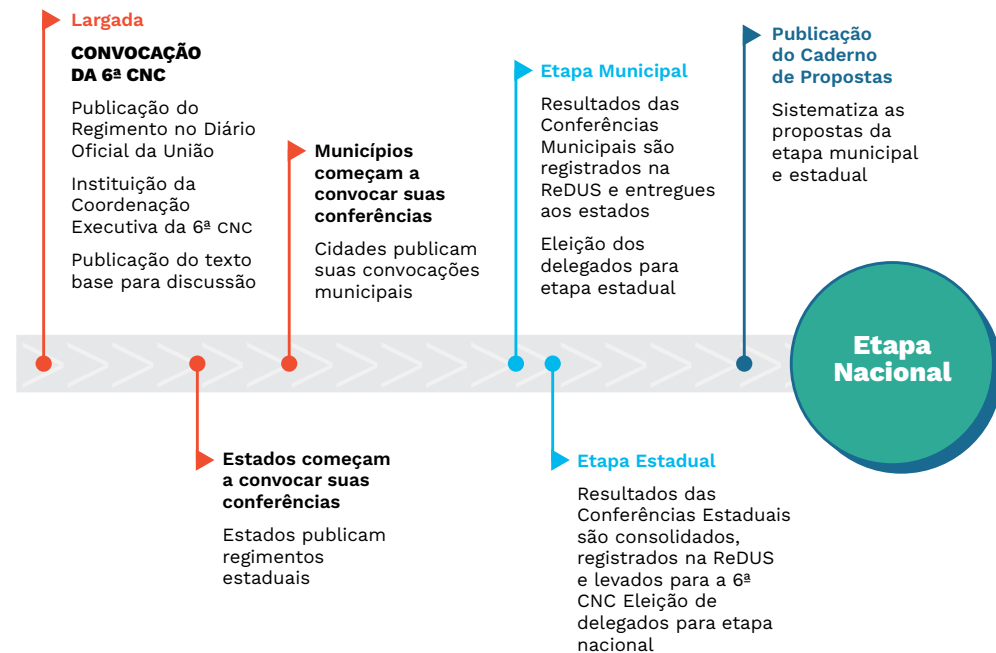 Largada
CONVOCAÇÃO
DA 6ª CNC
Publicação do
Regimento no Diário
Oficial da União
Instituição da
Coordenação
Executiva da 6ª CNC
Publicação do texto
base para discussão
Estados começam
a convocar suas
conferências
Estados publicam
regimentos
estaduais
Municípios
começam a
convocar suas
conferências
Cidades publicam
suas convocações
municipais
Etapa Municipal
Resultados das
Conferências
Municipais são
registrados na
ReDUS e entregues
aos estados
Eleição dos
delegados para
etapa estadual
Etapa Estadual
Resultados das
Conferências Estaduais
são consolidados,
registrados na ReDUS
e levados para a 6ª
CNC Eleição de
delegados para etapa
nacional
Publicação
do Caderno
de Propostas
Sistematiza as
propostas da
etapa municipal
e estadual
Etapa
Nacional